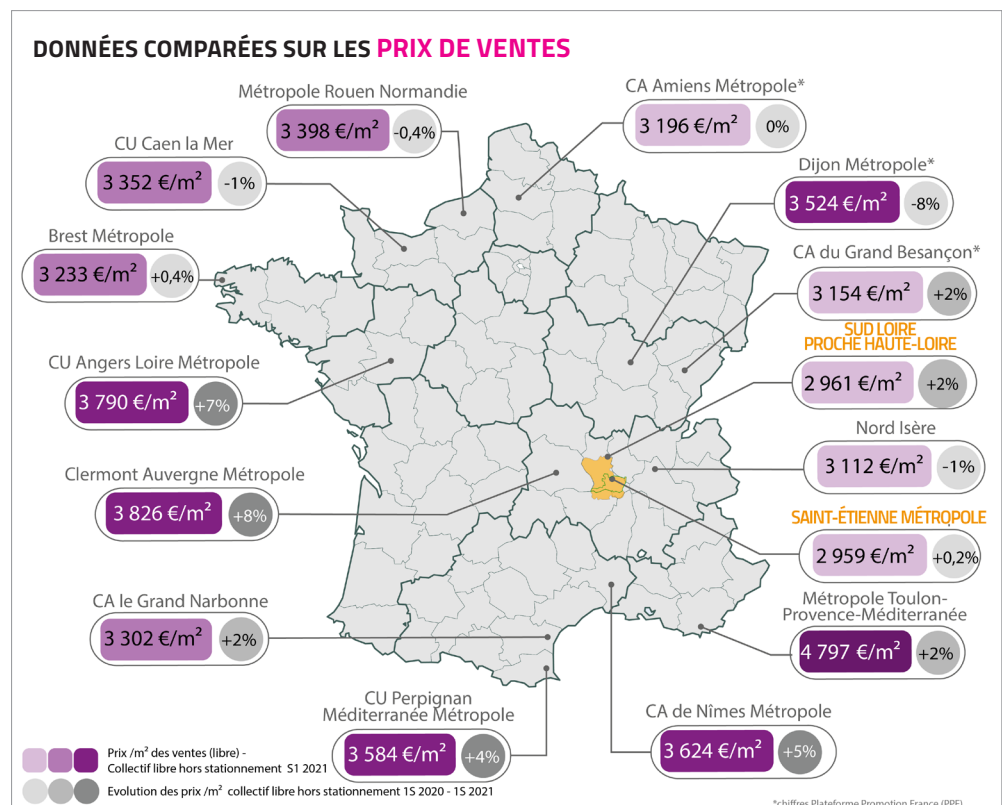 DONNÉES COMPARÉES SUR LES PRIX DE VENTES
Métropole Rouen Normandie
3 398 €/m²
-0,4%
CA Amiens Métropole*
3 196 €/m²
0%
CU Caen la Mer
3 352 €/m²
-1%
Dijon Métropole*
3 524 €/m²
-8%
Brest Métropole
3 233 €/m²
+0,4%
CA du Grand Besançon*
3 154 €/m²
+2%
SUD LOIRE
PROCHE HAUTE-LOIRE
2 961 €/m²
+2%
CU Angers Loire Métropole
3 790 €/m²
+7%
Nord Isère
3 112 €/m²
-1%
Clermont Auvergne Métropole
3 826 €/m²
+8%
SAINT-ÉTIENNE MÉTROPOLE
2 959 €/m²
+0,2%
CA le Grand Narbonne
3 302 €/m²
+2%
Métropole Toulon-
Provence-Méditerranée
4 797 €/m²
+2%
CU Perpignan
Méditerranée Métropole
3 584 €/m²
+4%
CA de Nîmes Métropole
3 624 €/m²
+5%
Prix /m² des ventes (libre) -
Collectif libre hors stationnement S1 2021
Evolution des prix /m² collectif libre hors stationnement 1S 2020 - 1S 2021
*chiffres Plateforme Promotion France (PPF)